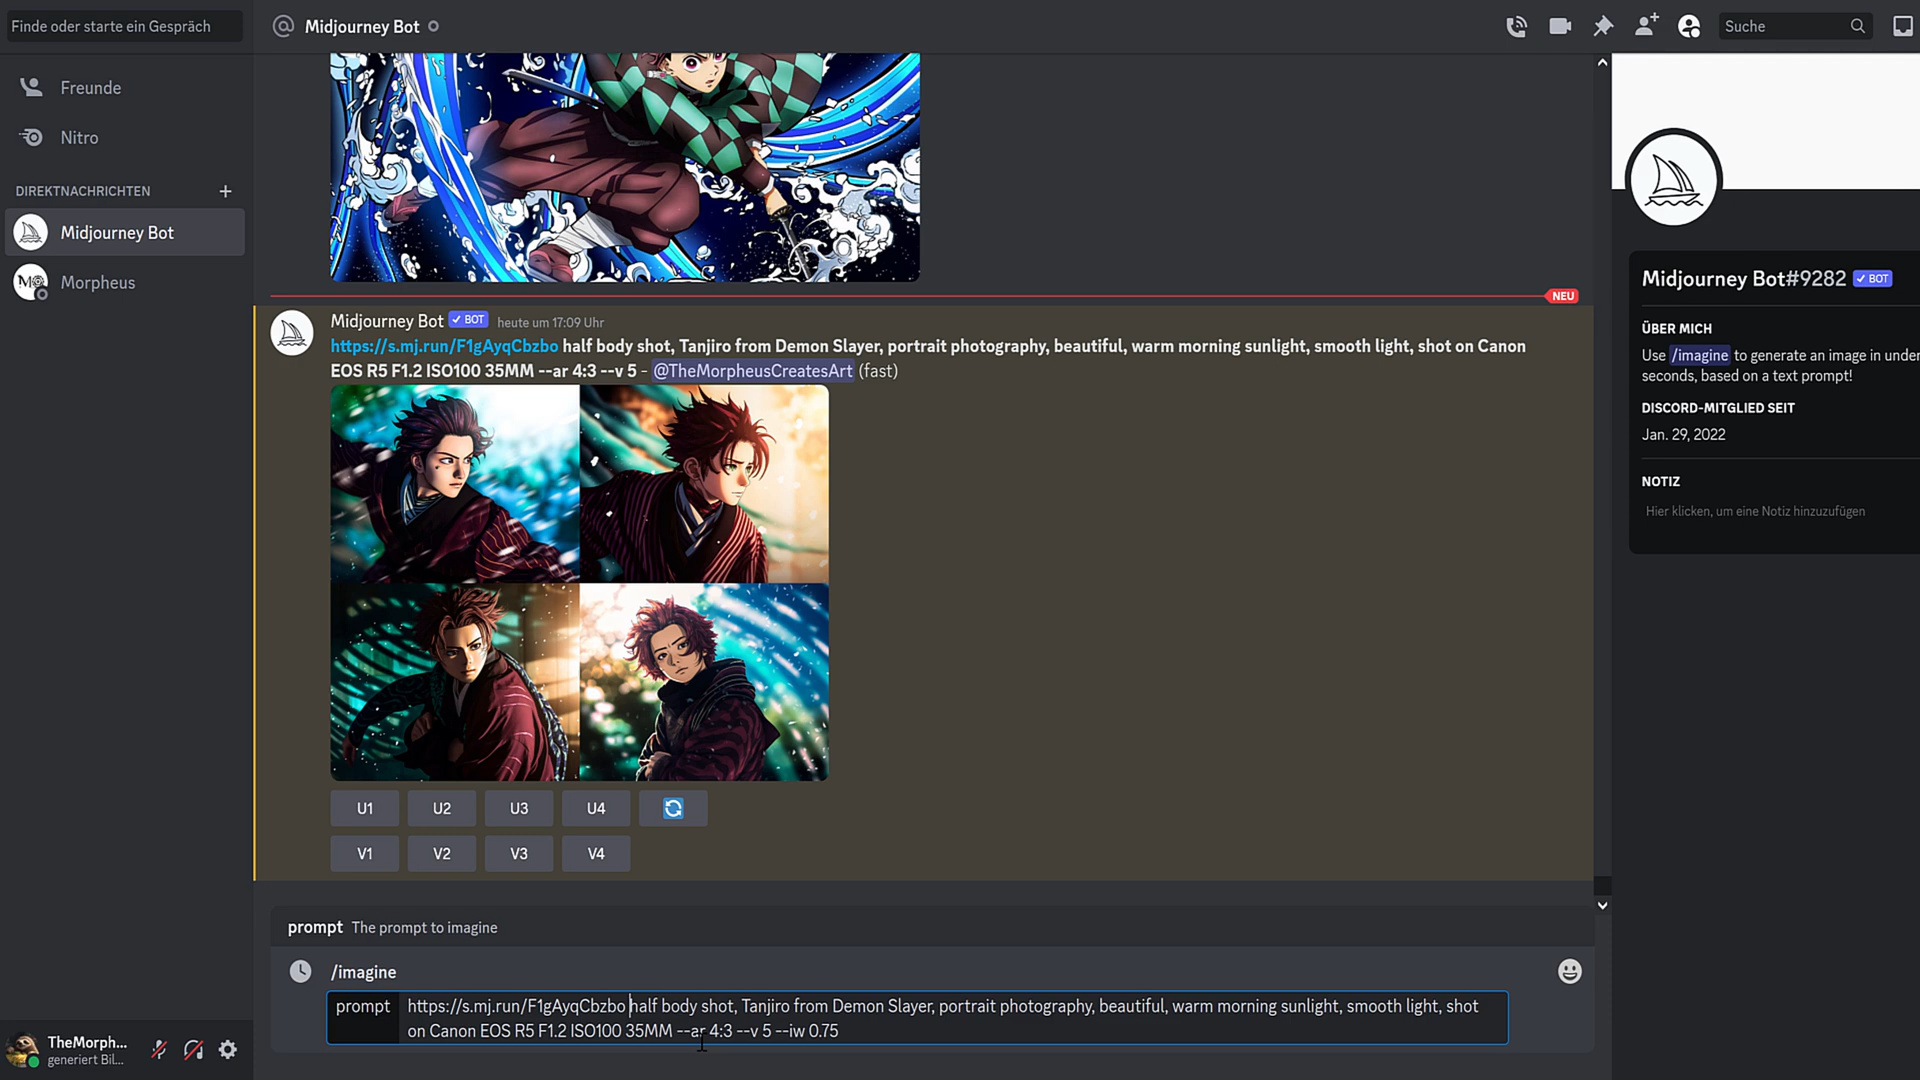 Finde oder starte ein Gespräch
Freunde
Nitro
DIREKTNACHRICHTEN
Midjourney Bot
Morpheus
TheMorph...
generiert Bil...
Midjourney Bot
Suche
NEU
Midjourney Bot BOT heute um 17:09 Uhr
https://s.mj.run/F1gAyqCbzbo half body shot, Tanjiro from Demon Slayer, portrait photography, beautiful, warm morning sunlight, smooth light, shot on Canon
EOS R5 F1.2 ISO100 35MM --ar 4:3 --v 5 - @TheMorpheusCreatesArt (fast)
U1 U2 U3 U4
V1 V2 V3 V4
prompt The prompt to imagine
/imagine
prompt https://s.mj.run/F1gAyqCbzbo half body shot, Tanjiro from Demon Slayer, portrait photography, beautiful, warm morning sunlight, smooth light, shot
on Canon EOS R5 F1.2 ISO100 35MM --ar 4:3 --v 5 --iw 0.75
Midjourney Bot#9282 BOT
ÜBER MICH
Use /imagine to generate an image in under
seconds, based on a text prompt!
DISCORD-MITGLIED SEIT
Jan. 29, 2022
NOTIZ
Hier klicken, um eine Notiz hinzuzufügen